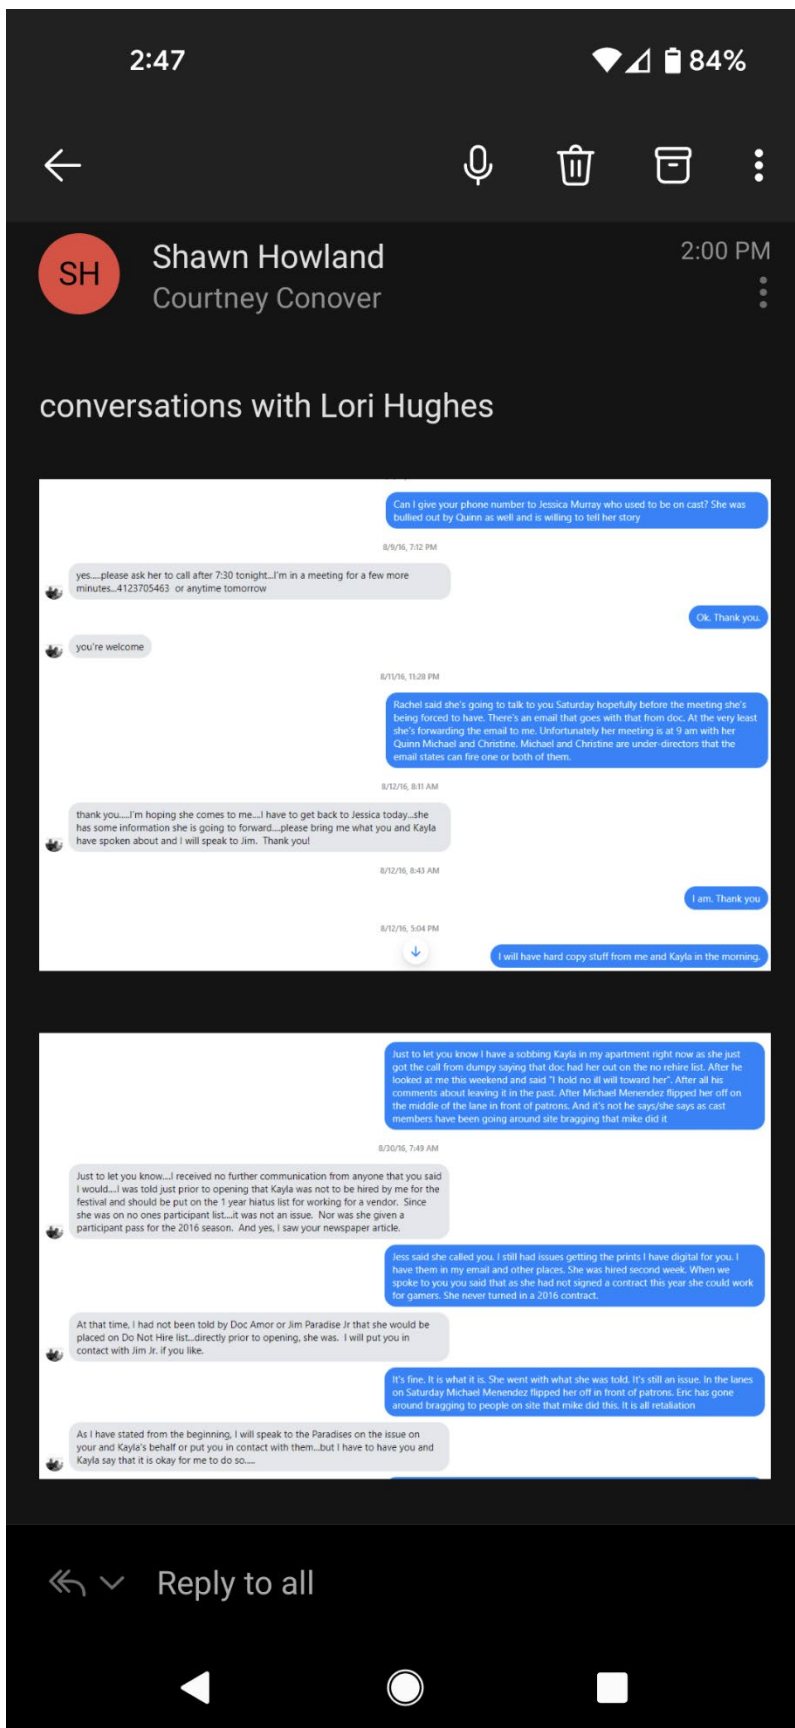 2:47
84%
SH
Shawn Howland
2:00 PM
Courtney Conover
conversations with Lori Hughes
Can I give your phone number to Jessica Murray who used to be on cast? She was
bullied out by Quinn as well and is willing to tell her story
8/9/16, 7:12 PM
yes.....please ask her to call after 7:30 tonight...I'm in a meeting for a few more
minutes...4123705463 or anytime tomorrow
Ok. Thank you.
you're welcome
8/11/16, 11:28 PM
Rachel said she's going to talk to you Saturday hopefully before the meeting she's
being forced to have. There's an email that goes with that from doc. At the very least
she's forwarding the email to me. Unfortunately her meeting is at 9 am with her
Quinn Michael and Christine. Michael and Christine are under-directors that the
email states can fire one or both of them.
8/12/16, 8:11 AM
thank you.....I'm hoping she comes to me....I have to get back to Jessica today...she
has some information she is going to forward....please bring me what you and Kayla
have spoken about and I will speak to Jim. Thank you!
8/12/16, 8:43 AM
I am. Thank you
8/12/16, 5:04 PM
I will have hard copy stuff from me and Kayla in the morning.
Just to let you know I have a sobbing Kayla in my apartment right now as she just
got the call from dumpy saying that doc had her out on the no rehire list. After he
looked at me this weekend and said "I hold no ill will toward her". After all his
comments about leaving it in the past. After Michael Menendez flipped her off on
the middle of the lane in front of patrons. And it's not he says/she says as cast
members have been going around site bragging that mike did it
8/30/16, 7:49 AM
Just to let you know....I received no further communication from anyone that you said
I would....I was told just prior to opening that Kayla was not to be hired by me for the
festival and should be put on the 1 year hiatus list for working for a vendor. Since
she was on no ones participant list....it was not an issue. Nor was she given a
participant pass for the 2016 season. And yes, I saw your newspaper article.
Jess said she called you. I still had issues getting the prints I have digital for you. I
have them in my email and other places. She was hired second week. When we
spoke to you you said that as she had not signed a contract this year she could work
for gamers. She never turned in a 2016 contract.
At that time, I had not been told by Doc Amor or Jim Paradise Jr that she would be
placed on Do Not Hire list...directly prior to opening, she was. I will put you in
contact with Jim Jr. if you like.
It's fine. It is what it is. She went with what she was told. It's still an issue. In the lanes
on Saturday Michael Menendez flipped her off in front of patrons. Eric has gone
around bragging to people on site that mike did this. It is all retaliation
As I have stated from the beginning, I will speak to the Paradises on the issue on
your and Kayla's behalf or put you in contact with them...but I have to have you and
Kayla say that it is okay for me to do so.....
Reply to all